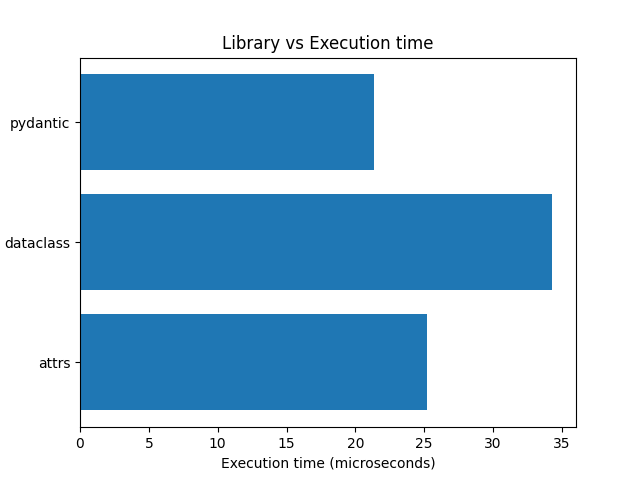 Library vs Execution time
pydantic
dataclass
attrs
0 5 10 15 20 25 30 35
Execution time (microseconds)